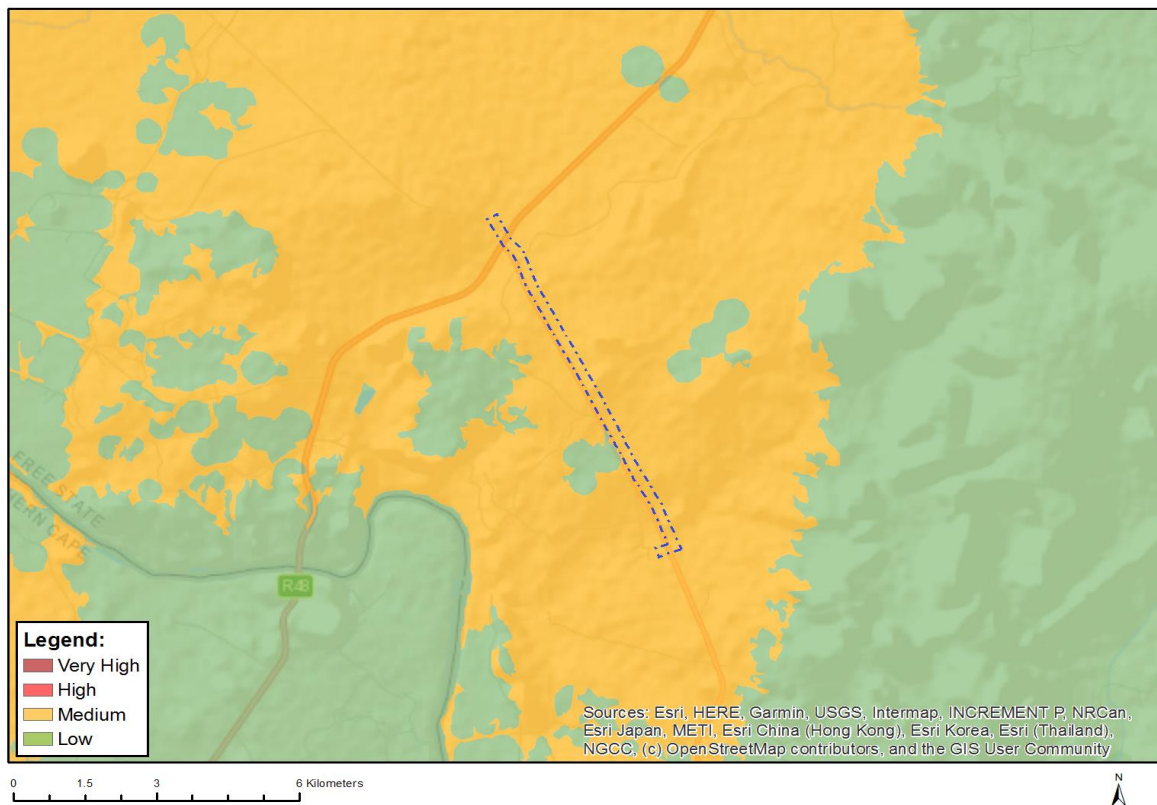 FREE STATE
R48
Legend:
Very High
High
Medium
Low
Sources: Esri, HERE, Garmin, USGS, Intermap, INCREMENT P, NRCan,
Esri Japan, METI, Esri China (Hong Kong), Esri Korea, Esri (Thailand),
NGCC, (c) OpenStreetMap contributors, and the GIS User Community
0 1.5 3 6 Kilometers
N